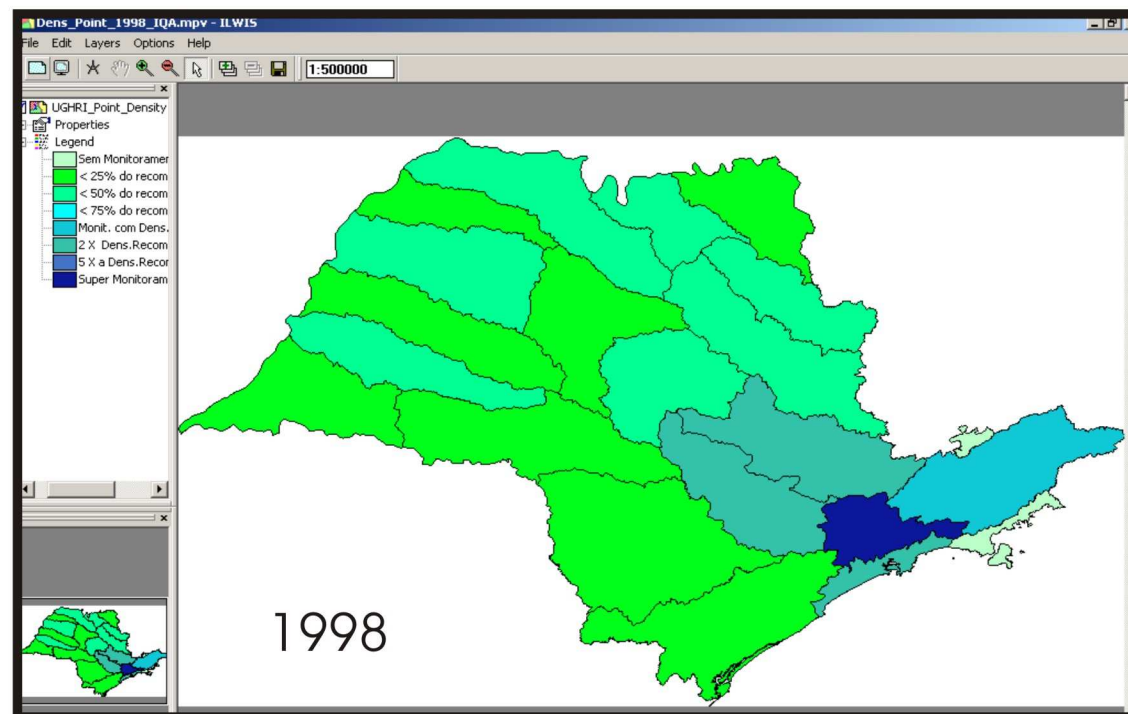 Dens_Point_1998_IQA.mpv - ILWIS
File Edit Layers Options Help
1:500000
UGHRI_Point_Density
Properties
Legend
Sem Monitoramer
< 25% do recom
< 50% do recom
< 75% do recom
Monit. com Dens.
2 X Dens.Recom
5 X a Dens.Recor
Super Monitoram
1998